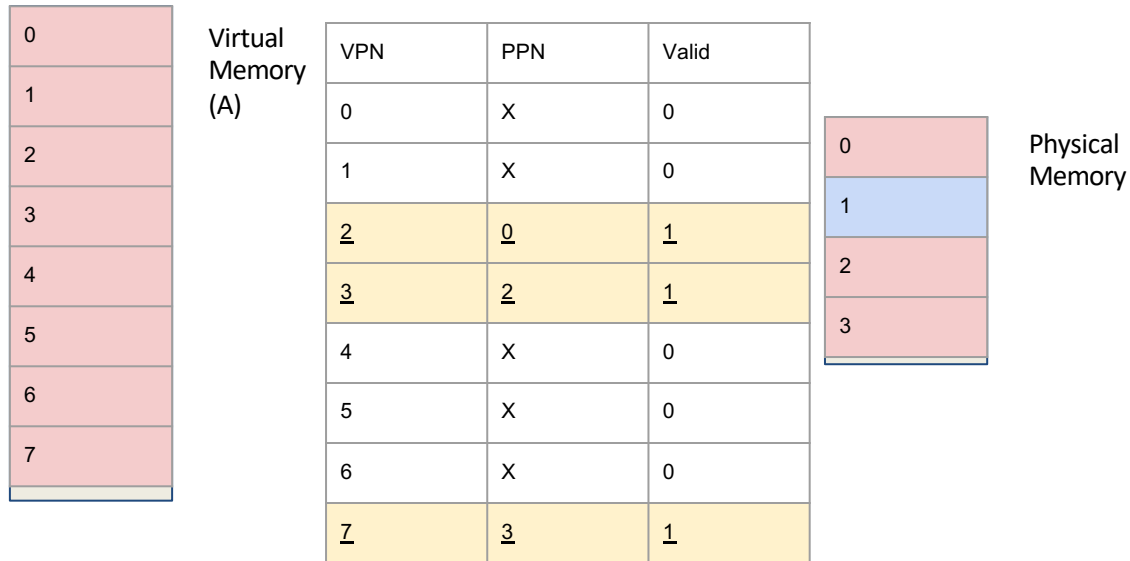 0
1
2
3
4
5
6
7
Virtual
Memory
(A)
VPN PPN Valid
0 X 0
1 X 0
2 0 1
3 2 1
4 X 0
5 X 0
6 X 0
7 3 1
0
1
2
3
Physical
Memory